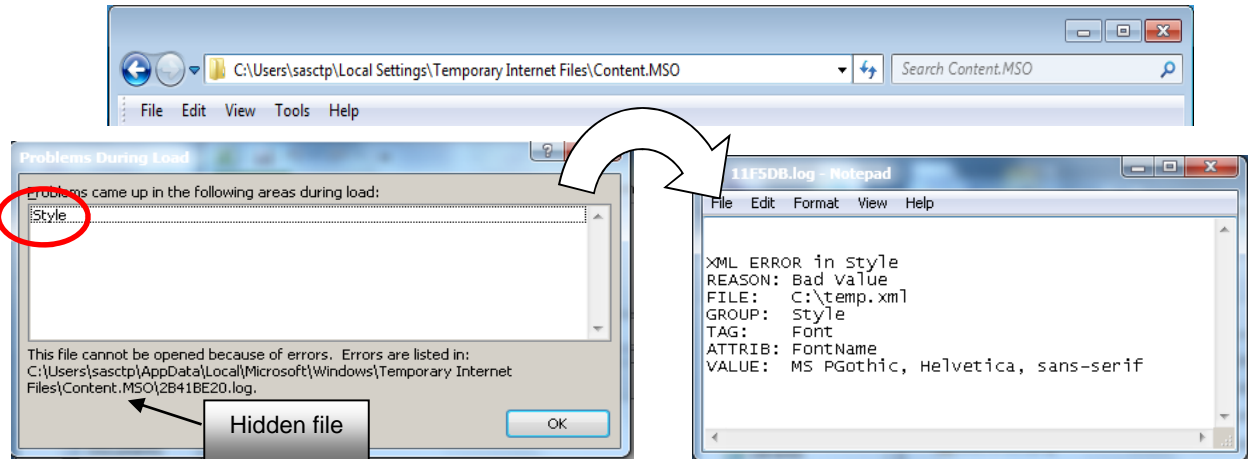 C:\Users\sasctp\Local Settings\Temporary Internet Files\Content.MSO
Search Content.MSO
File Edit View Tools Help
Problems During Load
Problems came up in the following areas during load:
Style
This file cannot be opened because of errors. Errors are listed in:
C:\Users\sasctp\AppData\Local\Microsoft\Windows\Temporary Internet
Files\Content.MSO\2B41BE20.log.
Hidden file
OK
11F5DB.log - Notepad
File Edit Format View Help
XML ERROR in Style
REASON: Bad Value
FILE: C:\temp.xml
GROUP: Style
TAG: Font
ATTRIB: FontName
VALUE: MS PGothic, Helvetica, sans-serif